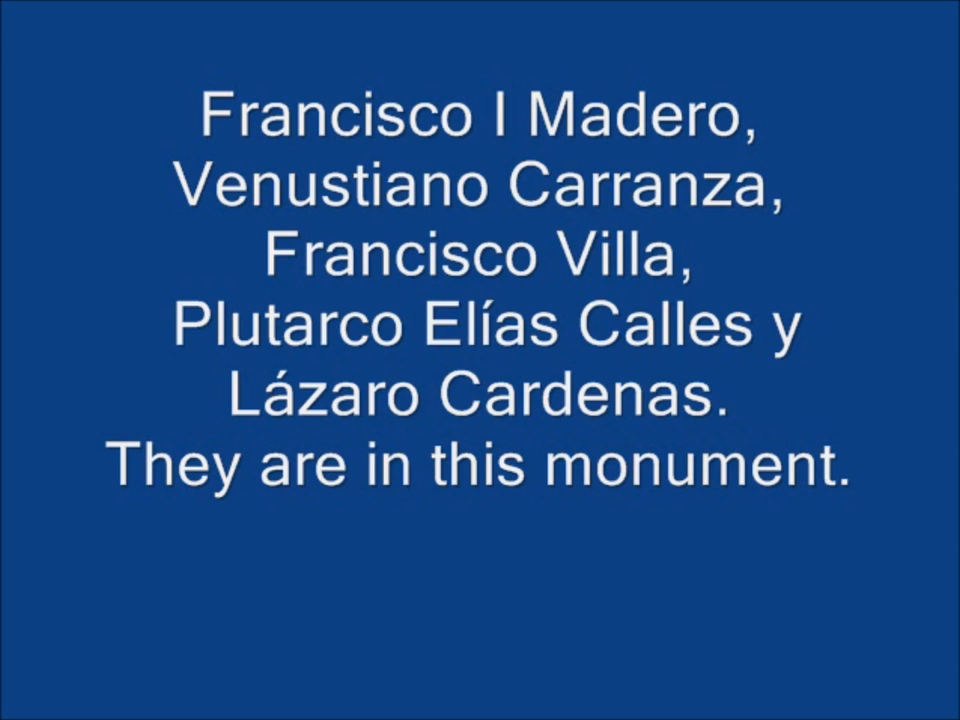 Francisco I Madero,
Venustiano Carranza,
Francisco Villa,
Plutarco Elías Calles y
Lázaro Cardenas.
They are in this monument.